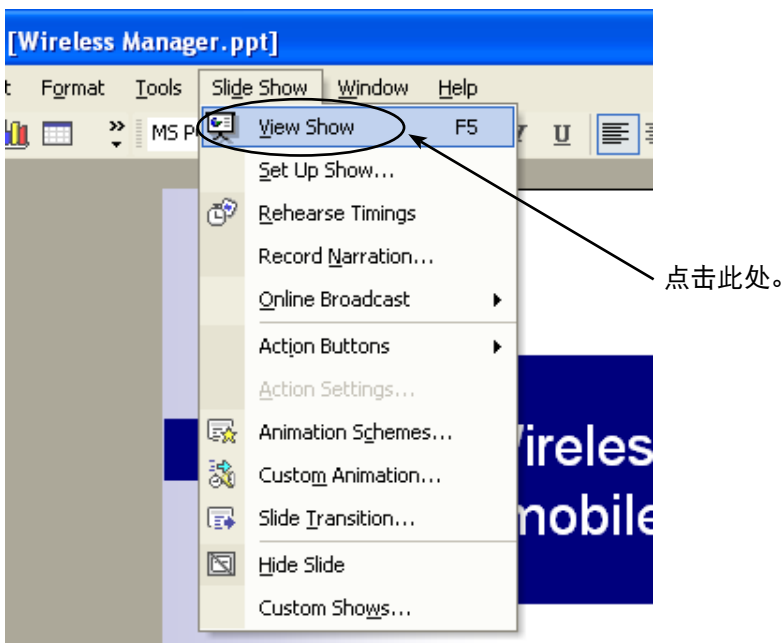 [Wireless Manager.ppt]
t Format Tools Slide Show Window Help
» MS P U
View Show F5
Set Up Show...
Rehearse Timings
Record Narration...
点击此处。
Online Broadcast
Action Buttons
Action Settings...
Animation Schemes...
Custom Animation...
Slide Transition...
Hide Slide
Custom Shows...
ireles
mobile